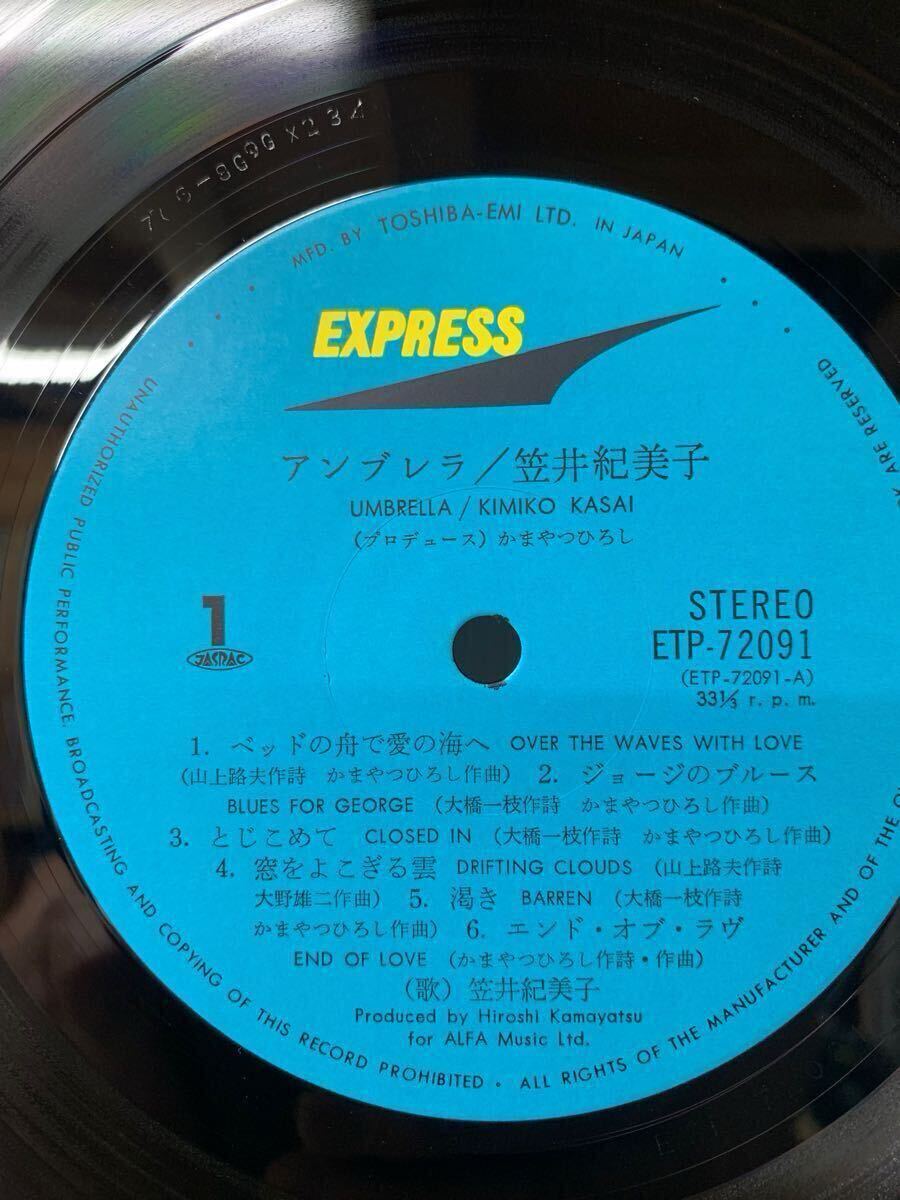 MFD. BY TOSHIBA-EMI LTD. IN JAPAN
EXPRESS
アンブレラ/笠井紀美子
UMBRELLA / KIMIKO KASAI
(プロデュース) かまやつひろし
1
JASRAC
STEREO
ETP-72091
(ETP-72091-A)
33⅓ r. p. m.
1. ベッドの舟で愛の海へ OVER THE WAVES WITH LOVE
(山上路夫作詩 かまやつひろし作曲) 2. ジョージのブルース
BLUES FOR GEORGE (大橋一枝作詩 かまやつひろし作曲)
3. とじこめて CLOSED IN (大橋一枝作詩 かまやつひろし作曲)
4. 窓をよこぎる雲 DRIFTING CLOUDS (山上路夫作詩
大野雄二作曲) 5. 渇き BARREN (大橋一枝作詩
かまやつひろし作曲) 6. エンド・オブ・ラヴ
END OF LOVE (かまやつひろし作詩・作曲)
(歌) 笠井紀美子
Produced by Hiroshi Kamayatsu
for ALFA Music Ltd.
UNAUTHORIZED PUBLIC PERFORMANCE, BROADCASTING AND COPYING OF THIS RECORD PROHIBITED • ALL RIGHTS OF THE MANUFACTURER AND OF THE ARE RESERVED